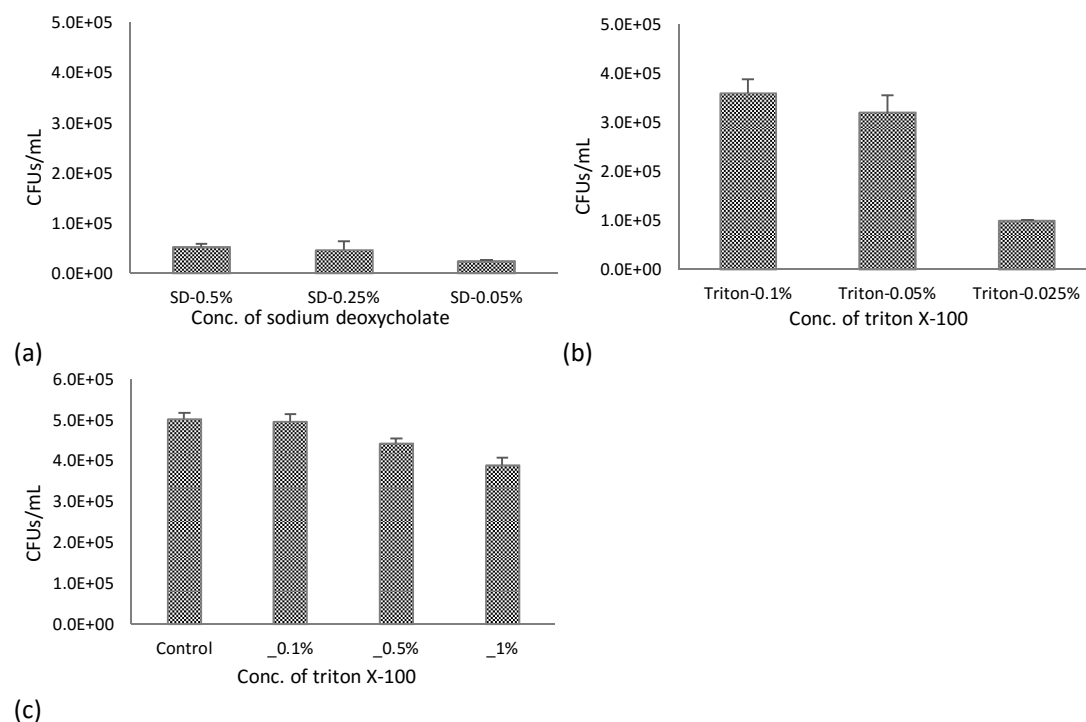 5.0E+05
4.0E+05
3.0E+05
2.0E+05
1.0E+05
0.0E+00
CFUs/mL
SD-0.5% SD-0.25% SD-0.05%
Conc. of sodium deoxycholate
(a)
5.0E+05
4.0E+05
3.0E+05
2.0E+05
1.0E+05
0.0E+00
CFUs/mL
Triton-0.1% Triton-0.05% Triton-0.025%
Conc. of triton X-100
(b)
6.0E+05
5.0E+05
4.0E+05
3.0E+05
2.0E+05
1.0E+05
0.0E+00
CFUs/mL
Control _0.1% _0.5% _1%
Conc. of triton X-100
(c)